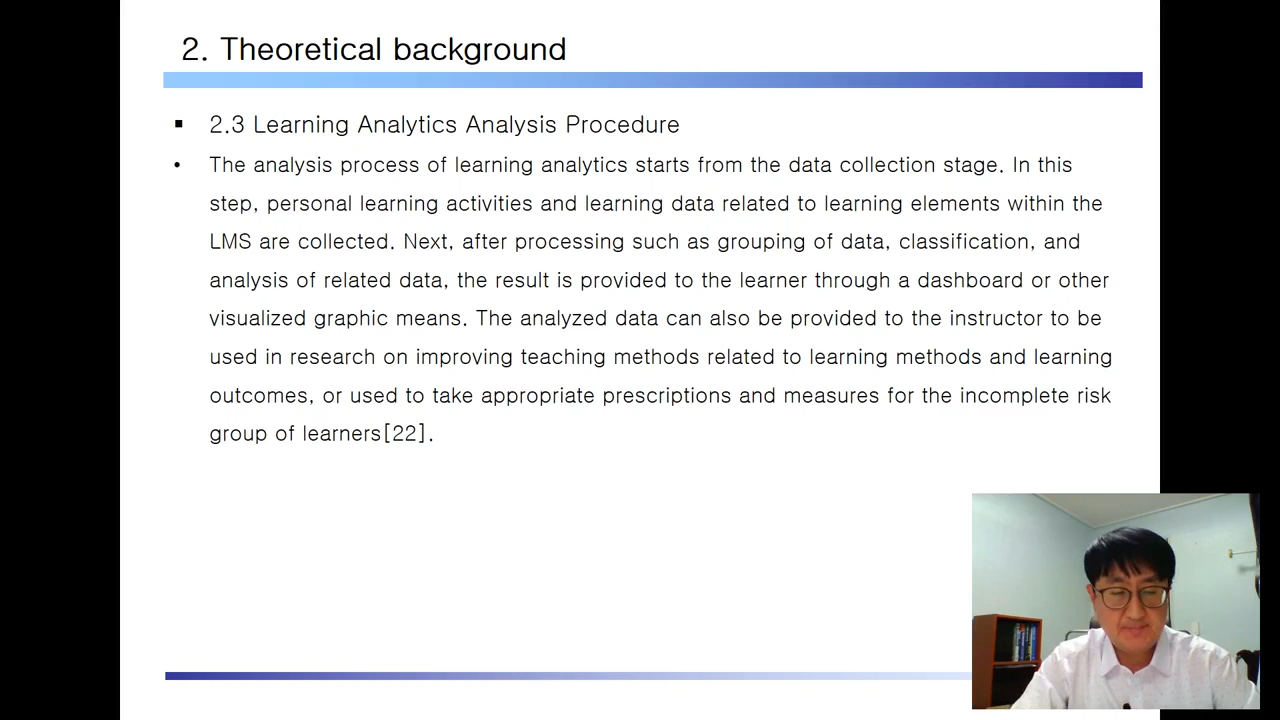 2. Theoretical background
▪ 2.3 Learning Analytics Analysis Procedure
• The analysis process of learning analytics starts from the data collection stage. In this
step, personal learning activities and learning data related to learning elements within the
LMS are collected. Next, after processing such as grouping of data, classification, and
analysis of related data, the result is provided to the learner through a dashboard or other
visualized graphic means. The analyzed data can also be provided to the instructor to be
used in research on improving teaching methods related to learning methods and learning
outcomes, or used to take appropriate prescriptions and measures for the incomplete risk
group of learners[22].